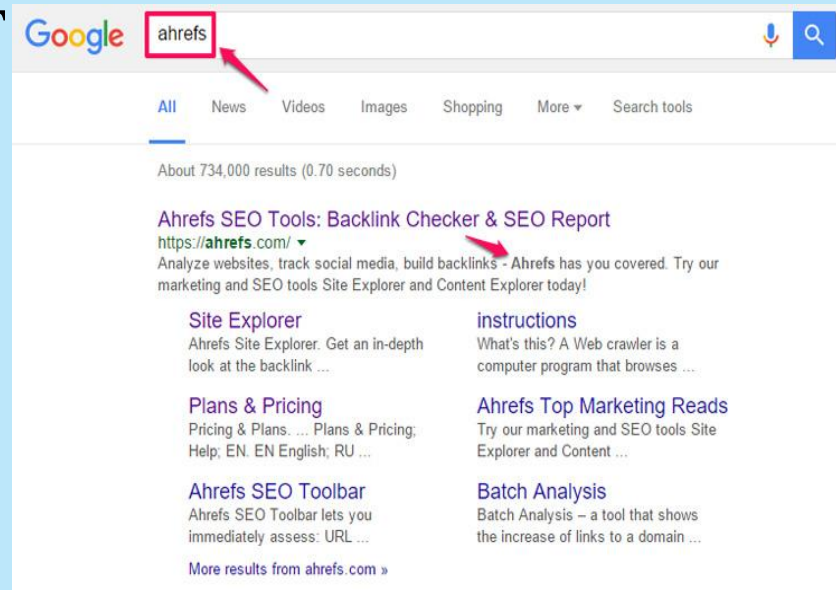 Google ahrefs
All News Videos Images Shopping More Search tools
About 734,000 results (0.70 seconds)
Ahrefs SEO Tools: Backlink Checker & SEO Report
https://ahrefs.com/
Analyze websites, track social media, build backlinks - Ahrefs has you covered. Try our
marketing and SEO tools Site Explorer and Content Explorer today!
Site Explorer
Ahrefs Site Explorer. Get an in-depth
look at the backlink ...
instructions
What's this? A Web crawler is a
computer program that browses ...
Plans & Pricing
Pricing & Plans. ... Plans & Pricing;
Help; EN. EN English; RU ...
Ahrefs Top Marketing Reads
Try our marketing and SEO tools Site
Explorer and Content ...
Ahrefs SEO Toolbar
Ahrefs SEO Toolbar lets you
immediately assess: URL ...
Batch Analysis
Batch Analysis – a tool that shows
the increase of links to a domain ...
More results from ahrefs.com »